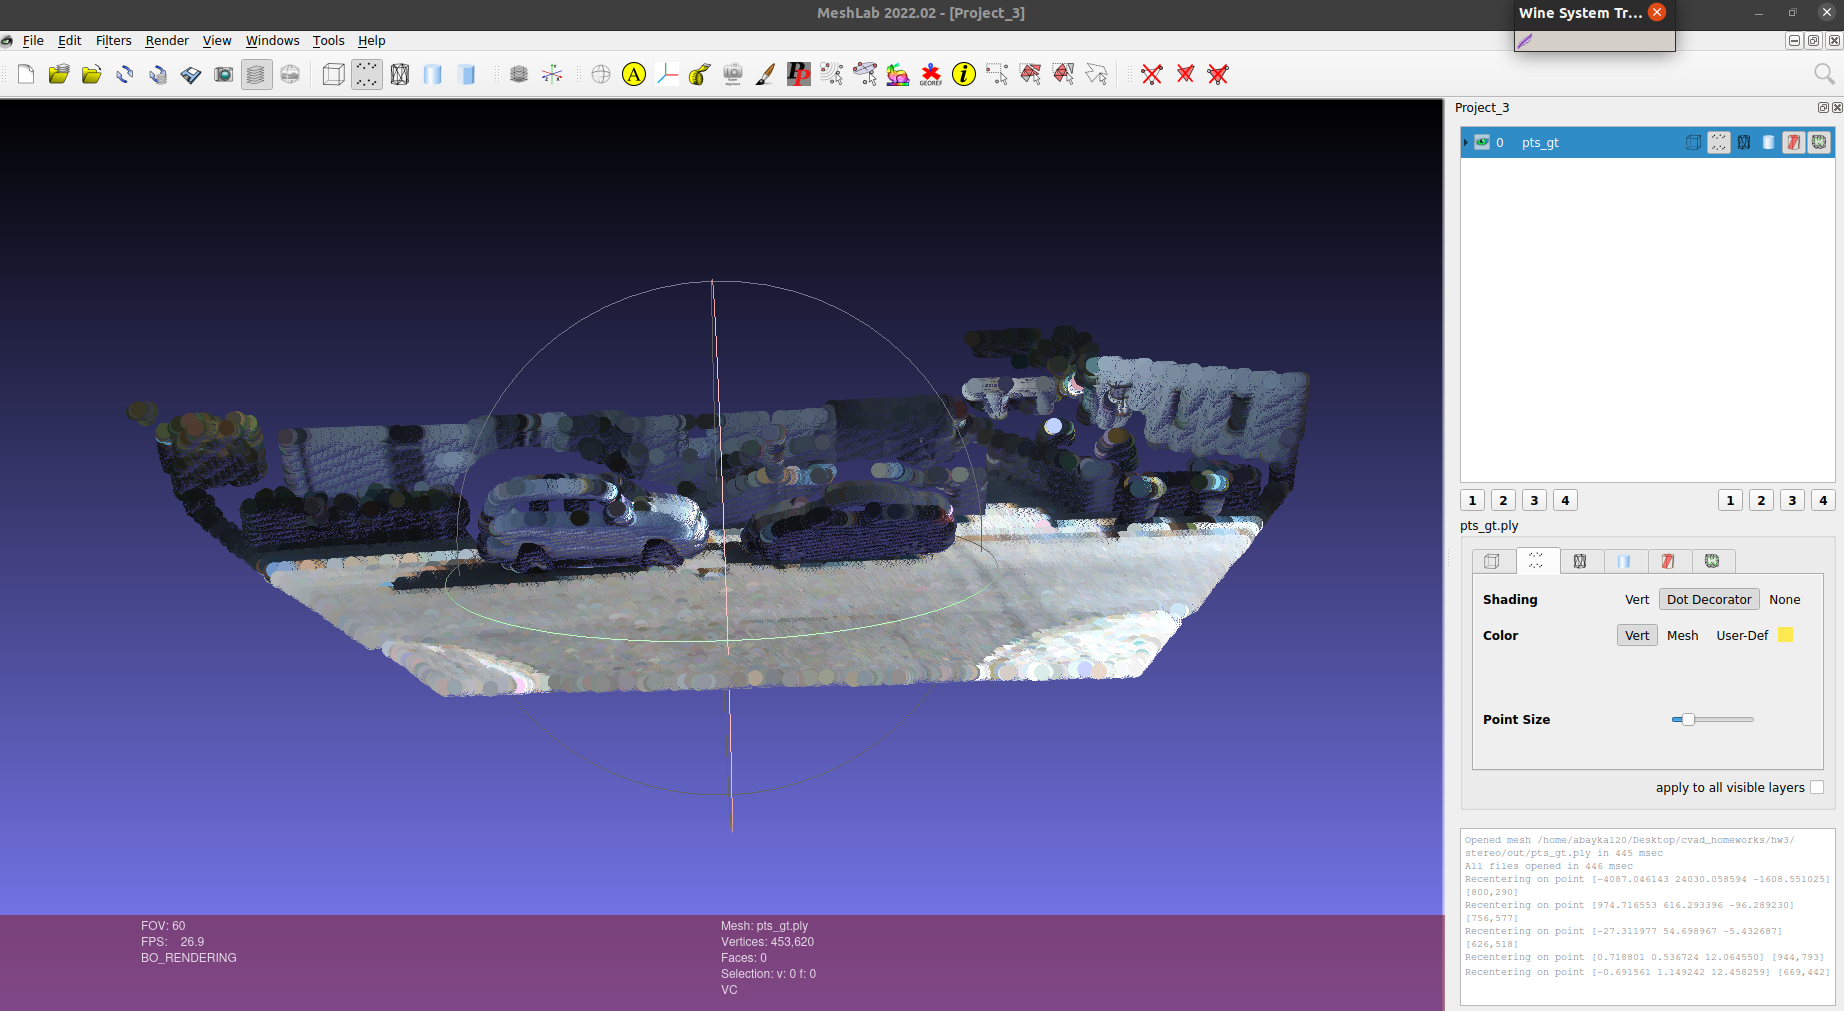 MeshLab 2022.02 - [Project_3]
Wine System Tr...
File Edit Filters Render View Windows Tools Help
A
PP
GEOREF
i
Project_3
0 pts_gt
1 2 3 4 1 2 3 4
pts_gt.ply
Shading Vert Dot Decorator None
Color Vert Mesh User-Def
Point Size
apply to all visible layers
Opened mesh /home/abayka120/Desktop/cvad_homeworks/hw3/
stereo/out/pts_gt.ply in 445 msec
All files opened in 446 msec
Recentering on point [-4087.046143 24030.058594 -1608.551025]
[800,290]
Recentering on point [974.716553 616.293396 -96.289230]
[756,577]
Recentering on point [-27.311977 54.698967 -5.432687]
[626,518]
Recentering on point [0.718801 0.536724 12.064550] [944,793]
Recentering on point [-0.691561 1.149242 12.458259] [669,442]
FOV: 60
FPS: 26.9
BO_RENDERING
Mesh: pts_gt.ply
Vertices: 453,620
Faces: 0
Selection: v: 0 f: 0
VC